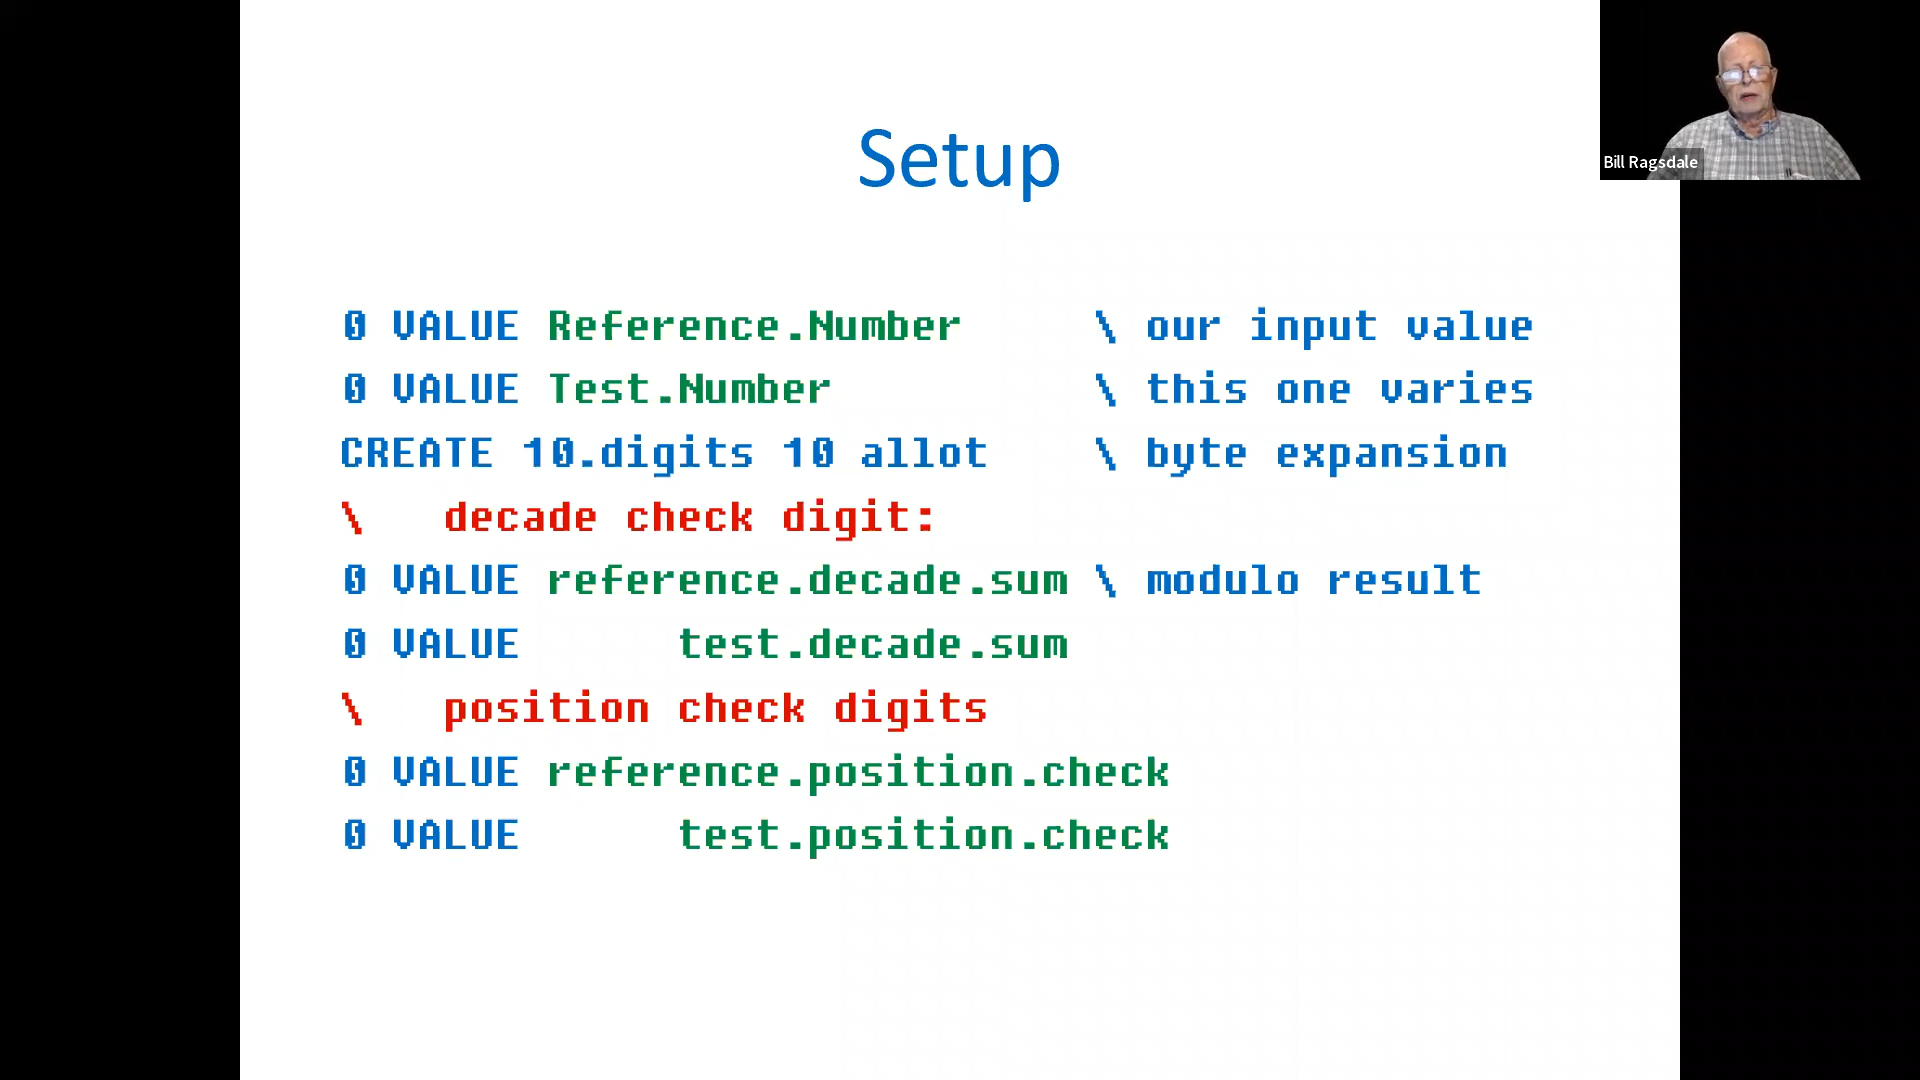 Setup
0 VALUE Reference.Number \ our input value
0 VALUE Test.Number \ this one varies
CREATE 10.digits 10 allot \ byte expansion
\ decade check digit:
0 VALUE reference.decade.sum \ modulo result
0 VALUE test.decade.sum
\ position check digits
0 VALUE reference.position.check
0 VALUE test.position.check
Bill Ragsdale